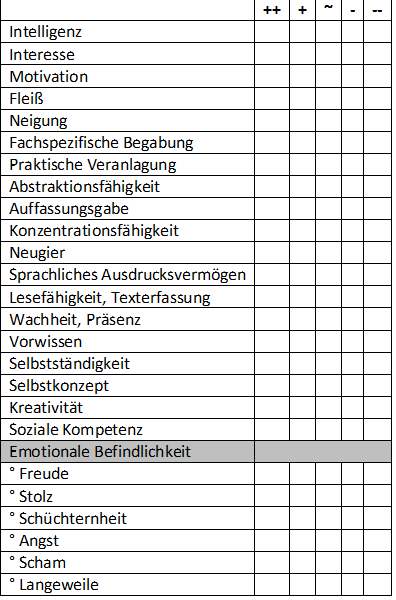 ++ + ~ - --
Intelligenz
Interesse
Motivation
Fleiß
Neigung
Fachspezifische Begabung
Praktische Veranlagung
Abstraktionsfähigkeit
Auffassungsgabe
Konzentrationsfähigkeit
Neugier
Sprachliches Ausdrucksvermögen
Lesefähigkeit, Texterfassung
Wachheit, Präsenz
Vorwissen
Selbstständigkeit
Selbstkonzept
Kreativität
Soziale Kompetenz
Emotionale Befindlichkeit
° Freude
° Stolz
° Schüchternheit
° Angst
° Scham
° Langeweile